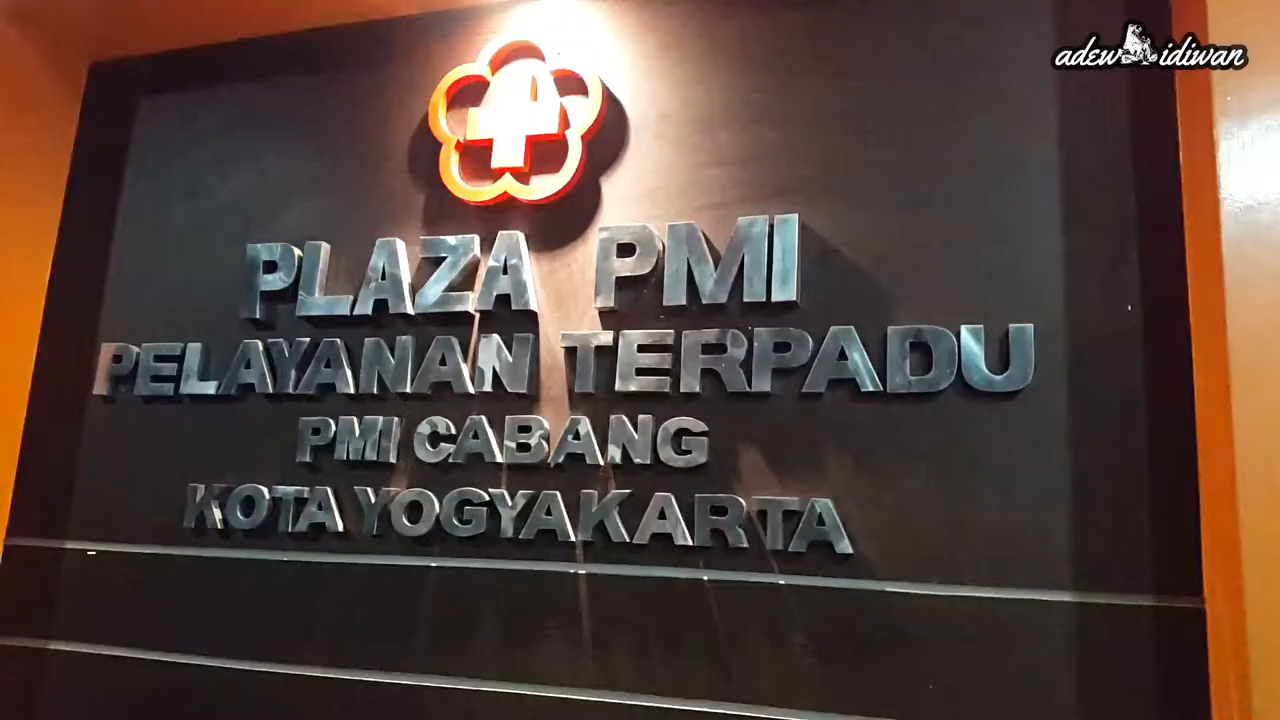 adew idiwan
PLAZA PMI
PELAYANAN TERPADU
PMI CABANG
KOTA YOGYAKARTA